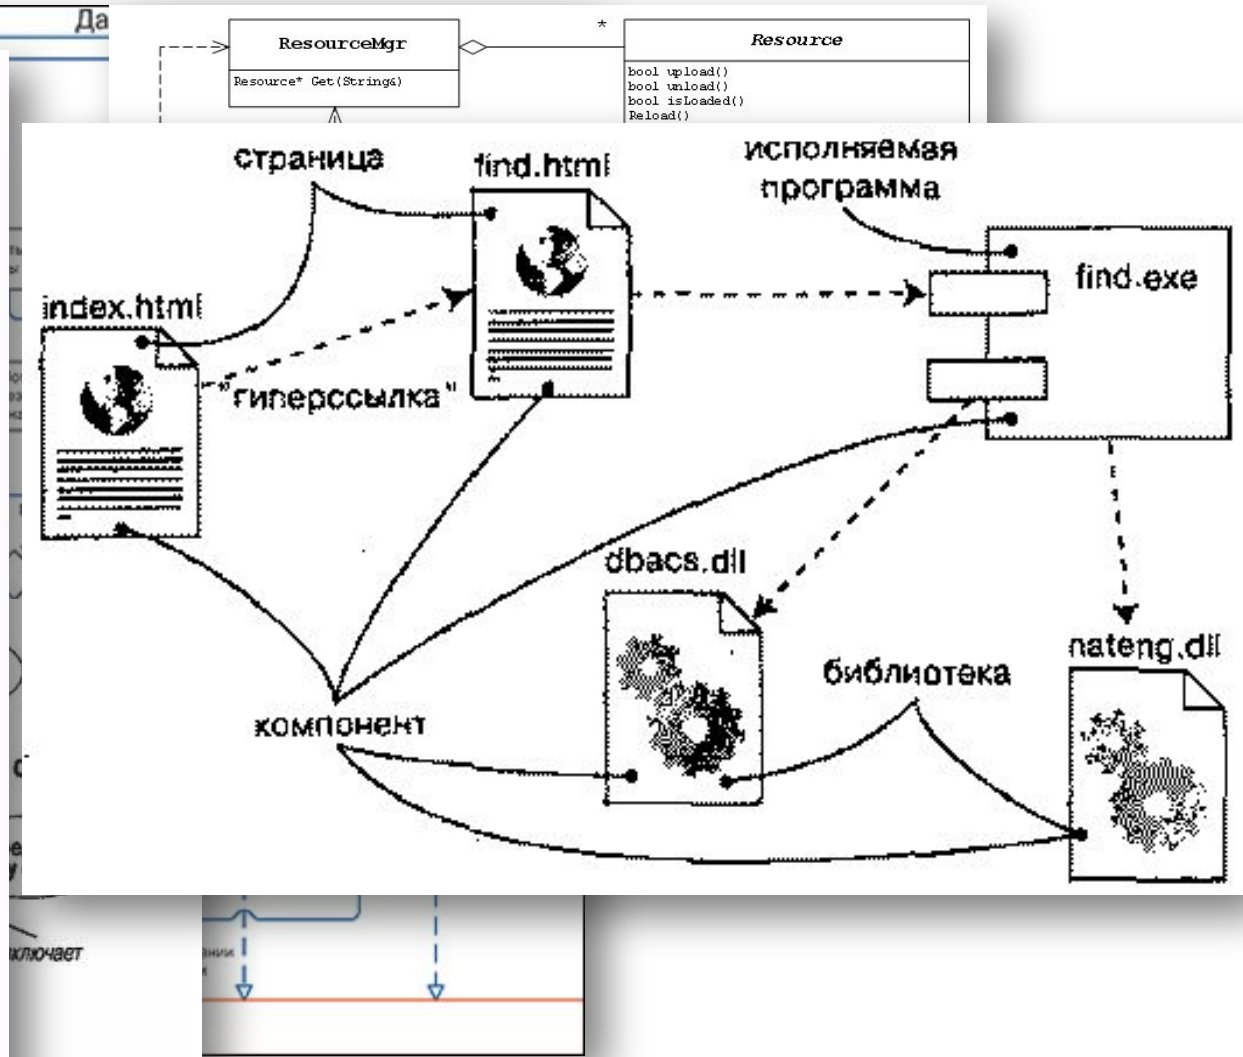 Да
ResourceMgr
*
Resource
Resource* Get(String&)
bool upload()
bool unload()
bool isLoaded()
Reload()
страница
find.html
исполняемая
программа
find.exe
index.html
"гиперссылка"
dbacs.dll
nateng.dll
библиотека
компонент
ключает